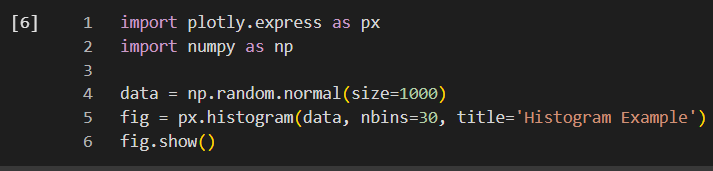 [6] 1 import plotly.express as px
2 import numpy as np
3
4 data = np.random.normal(size=1000)
5 fig = px.histogram(data, nbins=30, title='Histogram Example')
6 fig.show()